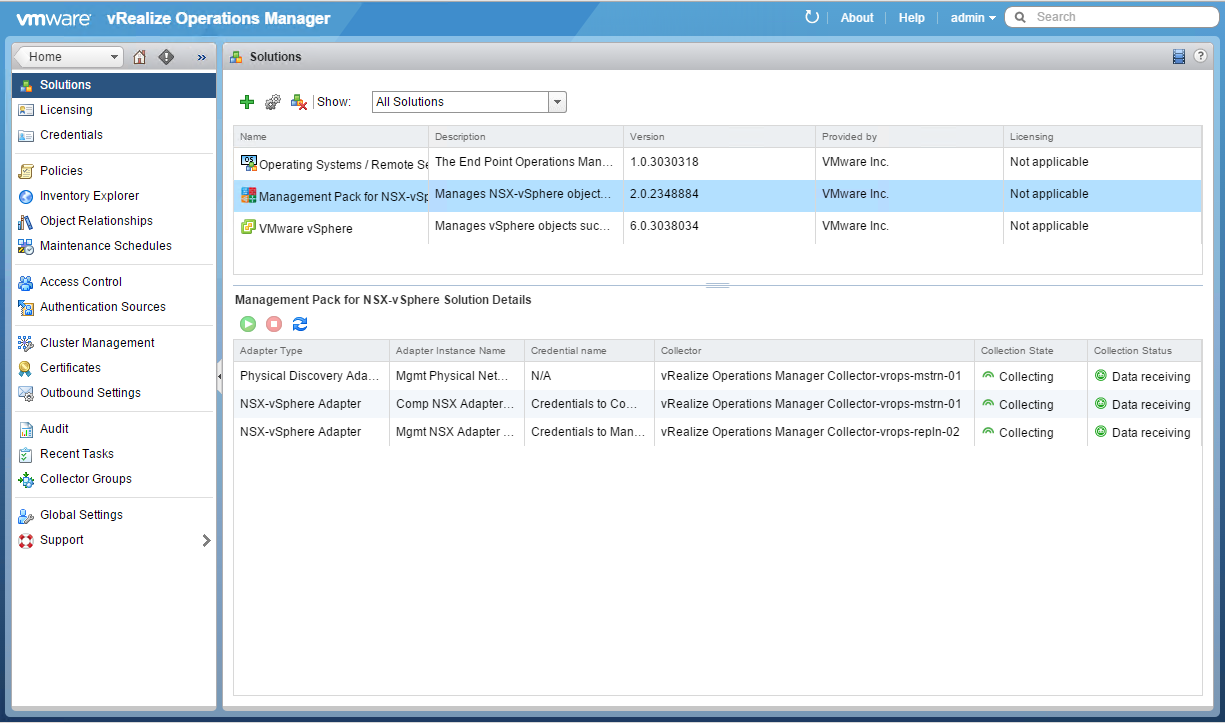 vmware vRealize Operations Manager
About Help admin Search
Home
Solutions
Licensing
Credentials
Policies
Inventory Explorer
Object Relationships
Maintenance Schedules
Access Control
Authentication Sources
Cluster Management
Certificates
Outbound Settings
Audit
Recent Tasks
Collector Groups
Global Settings
Support
Solutions
Show: All Solutions
Name Description Version Provided by Licensing
Operating Systems / Remote Se The End Point Operations Man... 1.0.3030318 VMware Inc. Not applicable
Management Pack for NSX-vSp Manages NSX-vSphere object... 2.0.2348884 VMware Inc. Not applicable
VMware vSphere Manages vSphere objects suc... 6.0.3038034 VMware Inc. Not applicable
Management Pack for NSX-vSphere Solution Details
Adapter Type Adapter Instance Name Credential name Collector Collection State Collection Status
Physical Discovery Ada... Mgmt Physical Net... N/A vRealize Operations Manager Collector-vrops-mstrn-01 Collecting Data receiving
NSX-vSphere Adapter Comp NSX Adapter... Credentials to Co... vRealize Operations Manager Collector-vrops-mstrn-01 Collecting Data receiving
NSX-vSphere Adapter Mgmt NSX Adapter ... Credentials to Man... vRealize Operations Manager Collector-vrops-repln-02 Collecting Data receiving